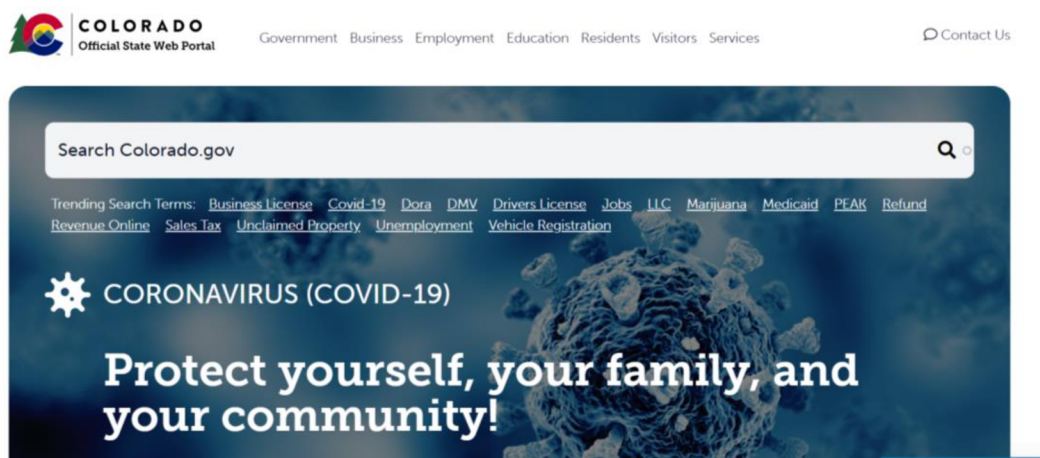 COLORADO
Official State Web Portal
Government Business Employment Education Residents Visitors Services
Contact Us
Search Colorado.gov
Trending Search Terms: Business License Covid-19 Dora DMV Drivers License Jobs LLC Marijuana Medicaid PEAK Refund
Revenue Online Sales Tax Unclaimed Property Unemployment Vehicle Registration
CORONAVIRUS (COVID-19)
Protect yourself, your family, and
your community!